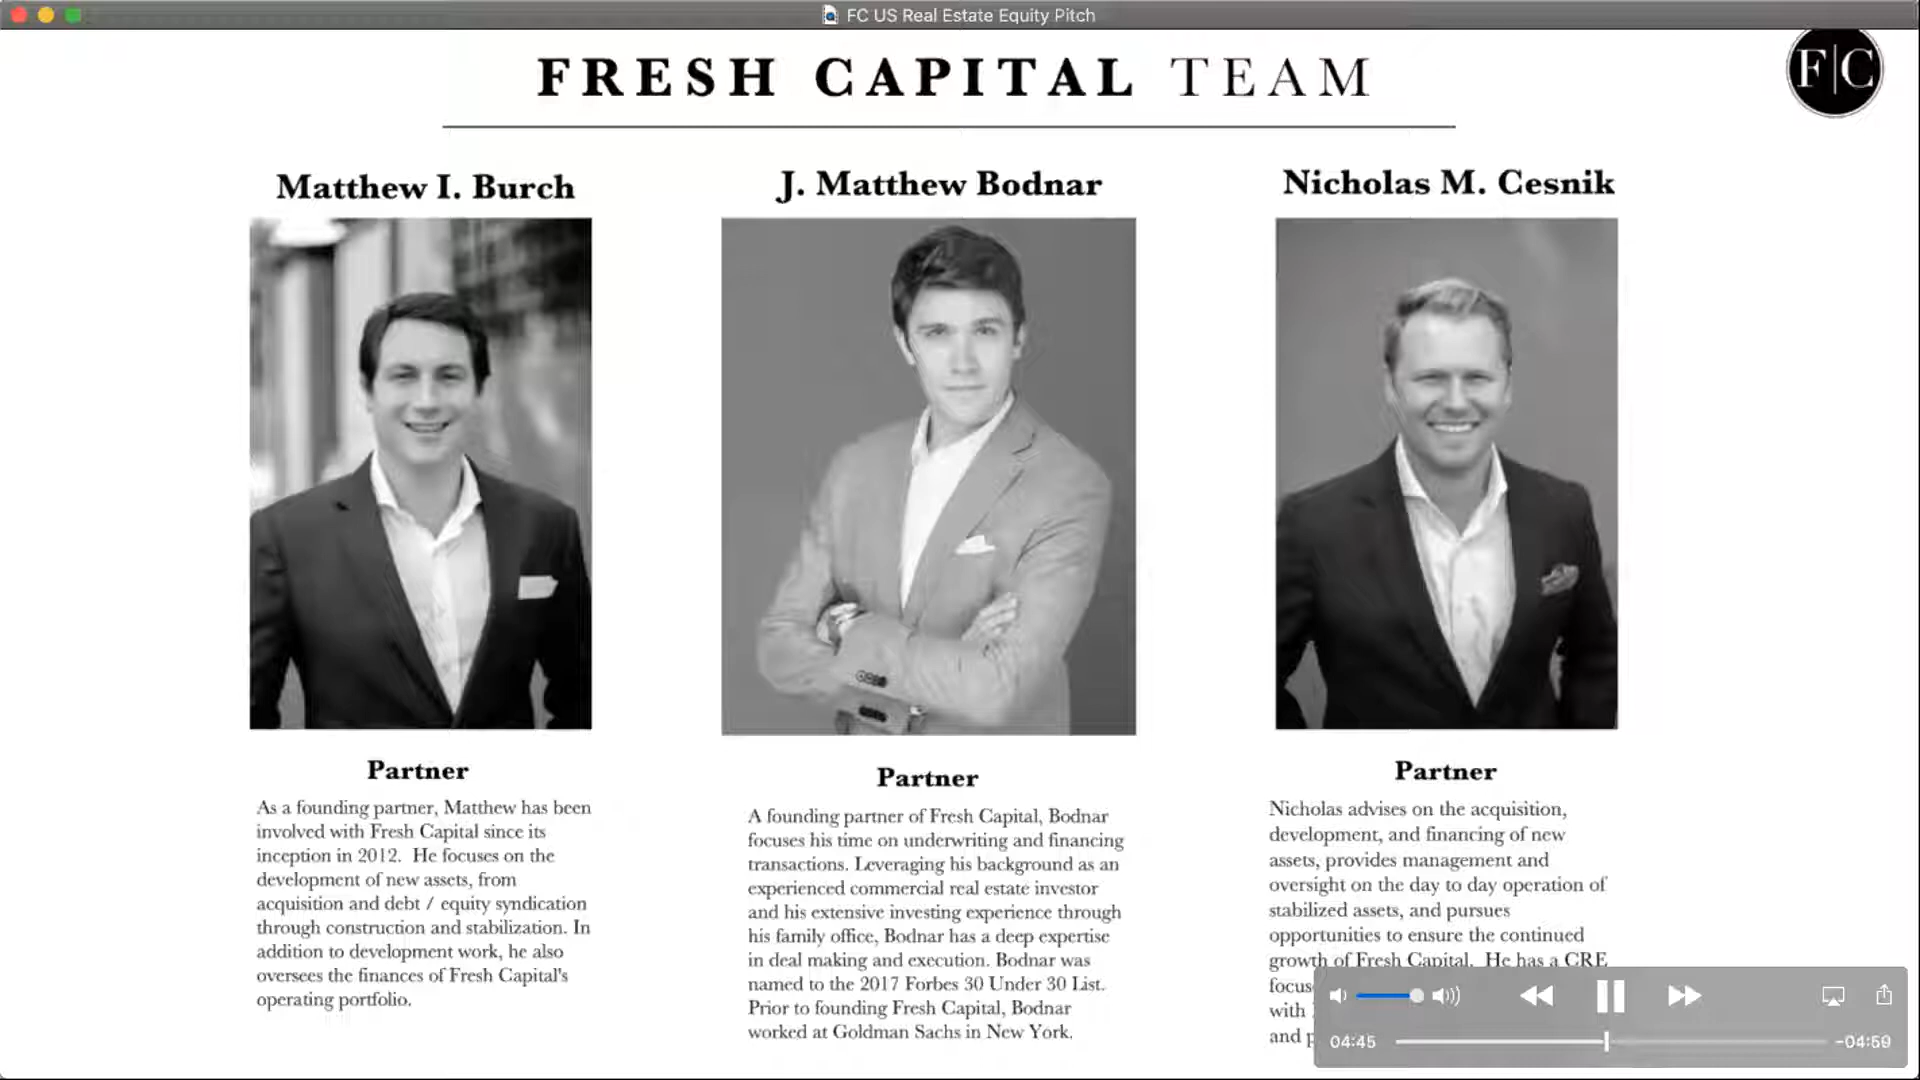 FC US Real Estate Equity Pitch
FRESH CAPITAL TEAM
F|C
Matthew I. Burch
J. Matthew Bodnar
Nicholas M. Cesnik
Partner
As a founding partner, Matthew has been
involved with Fresh Capital since its
inception in 2012. He focuses on the
development of new assets, from
acquisition and debt / equity syndication
through construction and stabilization. In
addition to development work, he also
oversees the finances of Fresh Capital's
operating portfolio.
Partner
A founding partner of Fresh Capital, Bodnar
focuses his time on underwriting and financing
transactions. Leveraging his background as an
experienced commercial real estate investor
and his extensive investing experience through
his family office, Bodnar has a deep expertise
in deal making and execution. Bodnar was
named to the 2017 Forbes 30 Under 30 List.
Prior to founding Fresh Capital, Bodnar
worked at Goldman Sachs in New York.
Partner
Nicholas advises on the acquisition,
development, and financing of new
assets, provides management and
oversight on the day to day operation of
stabilized assets, and pursues
opportunities to ensure the continued
growth of Fresh Capital. He has a CRE
with
and
04:45
-04:59